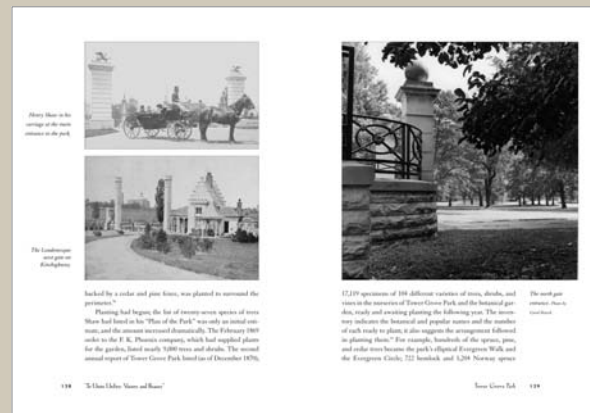 Henry Shaw in his
carriage at the main
entrance to the park
The Londonesque
west gate on
Kingshighway
backed by a cedar and pine fence, was planted to surround the
perimeter.
Planting had begun; the list of twenty-seven species of trees
Shaw had listed in his "Plan of the Park" was only an initial esti-
mate, and the amount increased dramatically. The February 1869
order to the F. K. Phoenix company, which had supplied plants
for the garden, listed nearly 9,000 trees and shrubs. The second
annual report of Tower Grove Park listed (as of December 1870),
138
17,159 specimens of 198 different varieties of trees, shrubs, and
vines in the nurseries of Tower Grove Park and the botanical gar-
den, ready and awaiting planting the following year. The inven-
tory indicates the botanical and popular names and the number
of each ready to plant; it also suggests the arrangement followed
in planting them. For example, hundreds of the spruce, pine,
and cedar trees became the park's elliptical Evergreen Walk and
the Evergreen Circle; 722 hemlock and 3,294 Norway spruce
The north gate
entrance. Photo by
Tower Grove Park 139